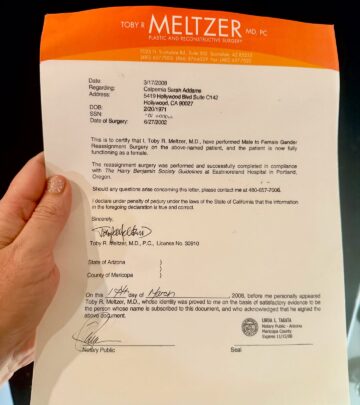 TOBY R MELTZER MD, PC
PLASTIC AND RECONSTRUCTIVE SURGERY
Date: 3/17/2008
Regarding: Calpernia Sarah Addams
Address: 5419 Hollywood Blvd Suite C142
Hollywood, CA 90027
DOB: 2/20/1971
SSN:
Date of Surgery: 6/27/2002
This is to certify that I, Toby R. Meltzer, M.D., have performed Male to Female Gender
Reassignment Surgery on the above-named patient, and the patient is now fully
functioning as a female.
The reassignment surgery was performed and successfully completed in compliance
with The Harry Benjamin Society Guidelines at Eastmoreland Hospital in Portland,
Oregon.
Should any questions arise concerning this letter, please contact me at 480-657-7006.
I declare under penalty of perjury under the laws of the State of California that the information
in the foregoing declaration is true and correct.
Sincerely,
Toby R. Meltzer, M.D., P.C., License No. 30910
State of Arizona }
}
County of Maricopa }
On this day of March, 2008, before me personally appeared
Toby R. Meltzer, M.D., whose identity was proved to me on the basis of satisfactory evidence to be
the person whose name is subscribed to this document, and who acknowledged that he signed the
above document.
Notary Public
Seal
LINDA L. TABATA
Notary Public - Arizona
Maricopa County